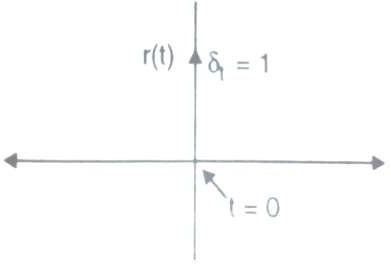 r(t) δ₁ = 1
t = 0